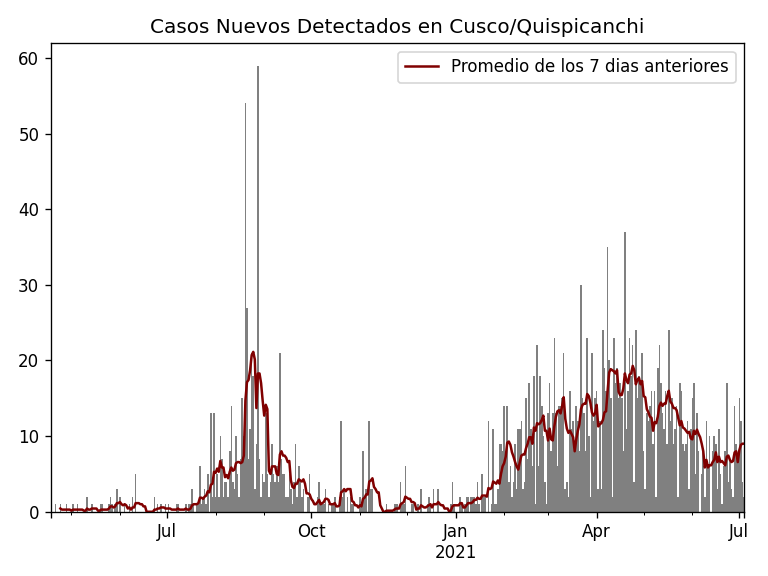 Casos Nuevos Detectados en Cusco/Quispicanchi
Promedio de los 7 dias anteriores
60
50
40
30
20
10
0
Jul
Oct
Jan
2021
Apr
Jul